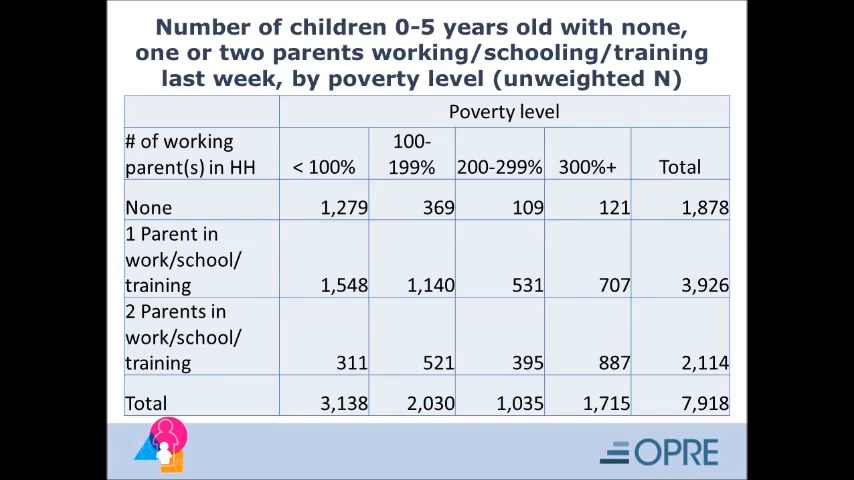 Number of children 0-5 years old with none,
one or two parents working/schooling/training
last week, by poverty level (unweighted N)
Poverty level
# of working
parent(s) in HH
< 100%
100-
199%
200-299%
300%+
Total
None 1,279 369 109 121 1,878
1 Parent in
work/school/
training 1,548 1,140 531 707 3,926
2 Parents in
work/school/
training 311 521 395 887 2,114
Total 3,138 2,030 1,035 1,715 7,918
OPRE